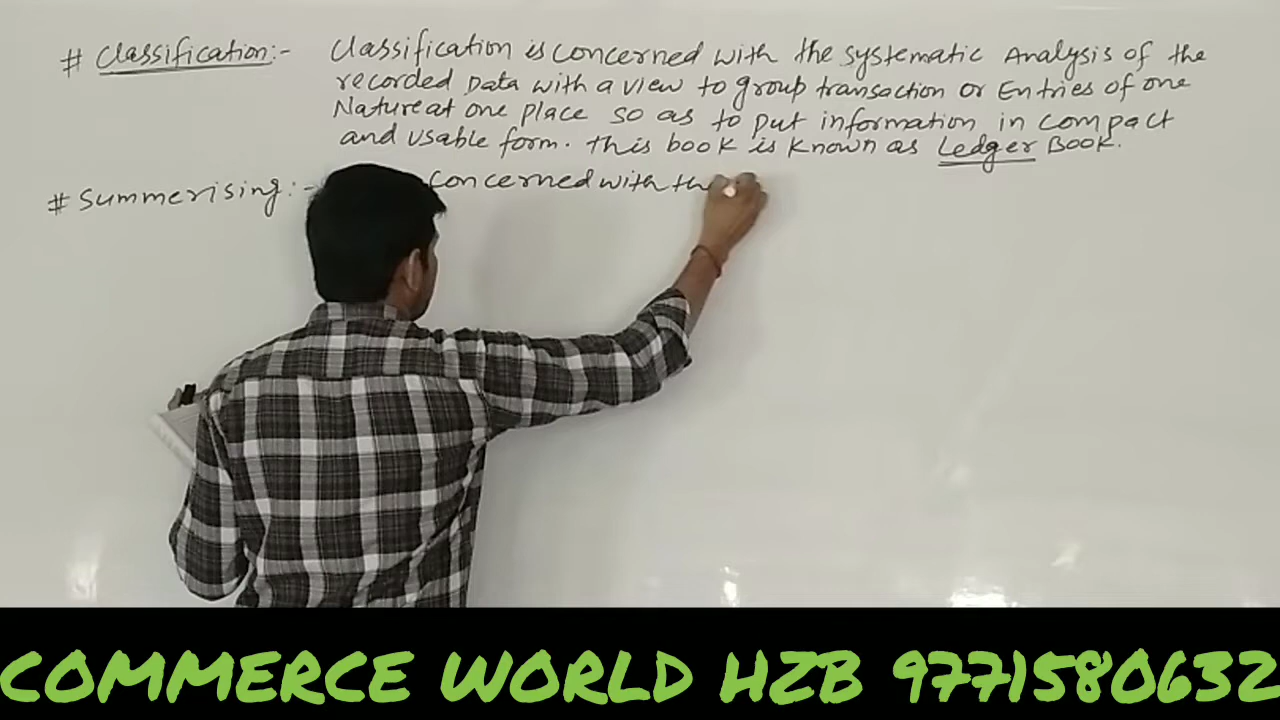 # Classification:- Classification is concerned with the systematic Analysis of the
recorded Data with a view to group transaction or Entries of one
Nature at one place so as to put information in compact
and usable form. This book is known as Ledger Book.
# Summerising:- concerned with th
COMMERCE WORLD HZB 9771580632